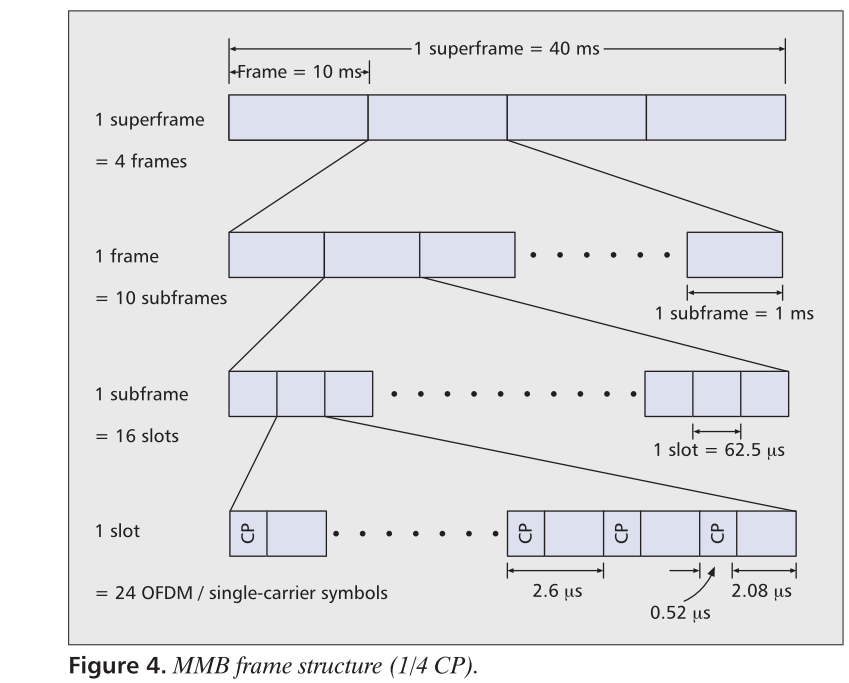 1 superframe = 40 ms
Frame = 10 ms
1 superframe
= 4 frames
1 frame
= 10 subframes
1 subframe = 1 ms
1 subframe
= 16 slots
1 slot = 62.5 μs
1 slot
CP
CP
CP
CP
= 24 OFDM / single-carrier symbols
2.6 μs
0.52 μs
2.08 μs
Figure 4. MMB frame structure (1/4 CP).